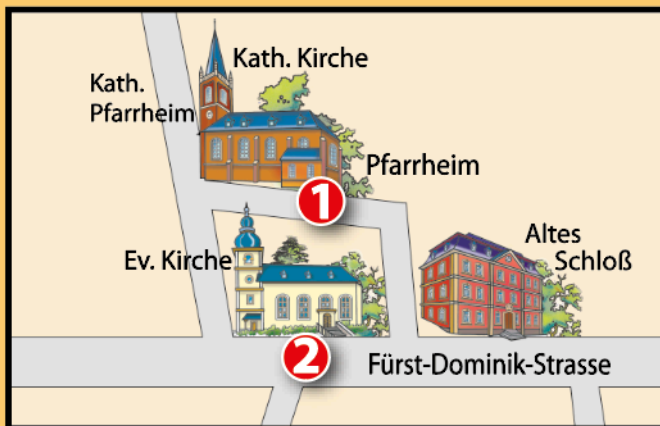 Kath. Kirche
Kath.
Pfarrheim
Pfarrheim
1
Ev. Kirche
Altes
Schloß
2
Fürst-Dominik-Strasse